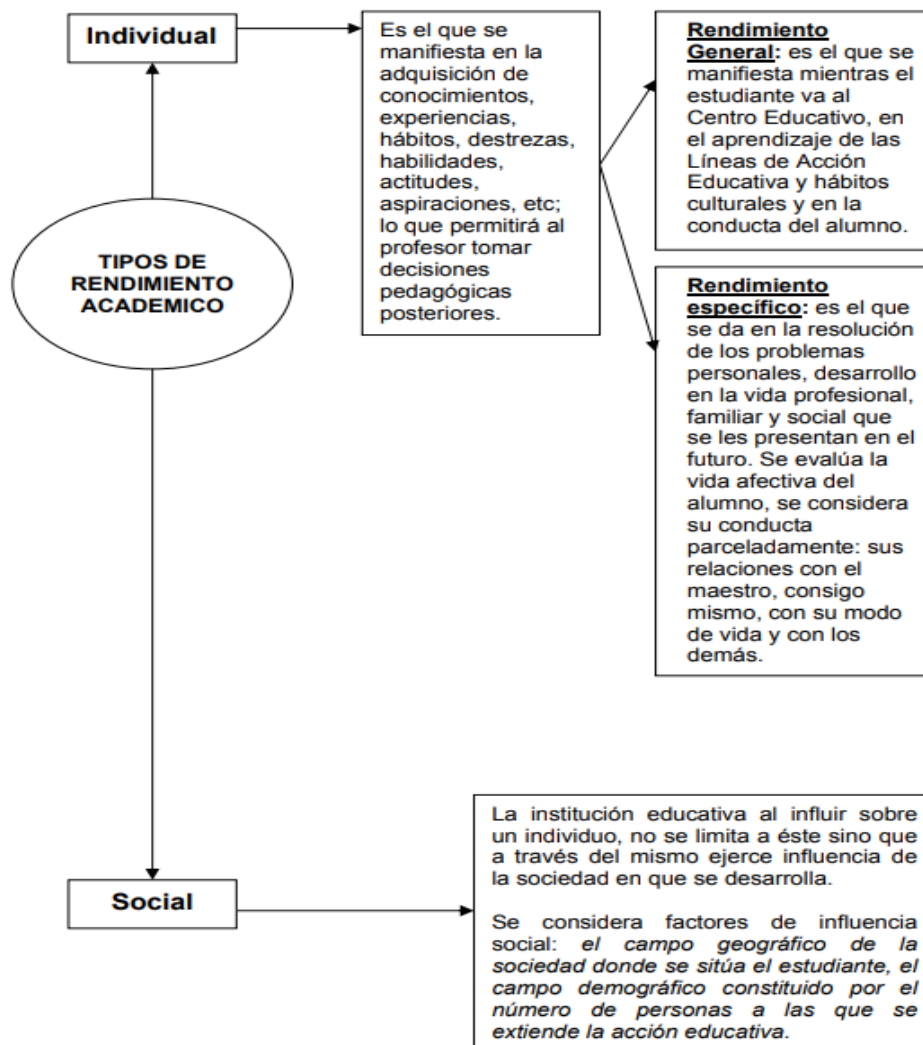 Individual
Es el que se
manifiesta en la
adquisición de
conocimientos,
experiencias,
hábitos, destrezas,
habilidades,
actitudes,
aspiraciones, etc;
lo que permitirá al
profesor tomar
decisiones
pedagógicas
posteriores.
Rendimiento
General: es el que se
manifiesta mientras el
estudiante va al
Centro Educativo, en
el aprendizaje de las
Líneas de Acción
Educativa y hábitos
culturales y en la
conducta del alumno.
TIPOS DE
RENDIMIENTO
ACADEMICO
Rendimiento
específico: es el que
se da en la resolución
de los problemas
personales, desarrollo
en la vida profesional,
familiar y social que
se les presentan en el
futuro. Se evalúa la
vida afectiva del
alumno, se considera
su conducta
parceladamente: sus
relaciones con el
maestro, consigo
mismo, con su modo
de vida y con los
demás.
Social
La institución educativa al influir sobre
un individuo, no se limita a éste sino que
a través del mismo ejerce influencia de
la sociedad en que se desarrolla.
Se considera factores de influencia
social: el campo geográfico de la
sociedad donde se sitúa el estudiante, el
campo demográfico constituido por el
número de personas a las que se
extiende la acción educativa.